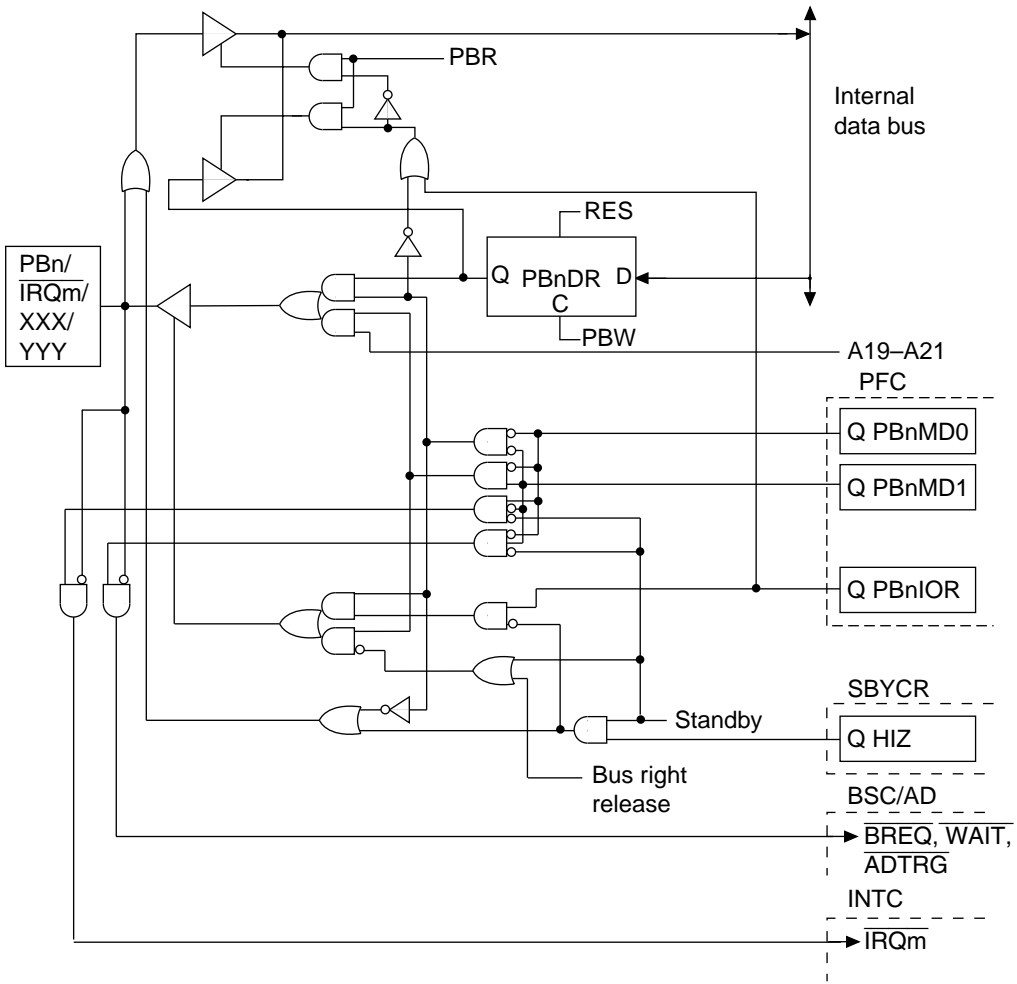 PBR
Internal
data bus
RES
PBn/
IRQm/
XXX/
YYY
Q PBnDR D
C
PBW
A19–A21
PFC
Q PBnMD0
Q PBnMD1
Q PBnIOR
SBYCR
Standby
Q HIZ
Bus right
release
BSC/AD
BREQ, WAIT,
ADTRG
INTC
IRQm